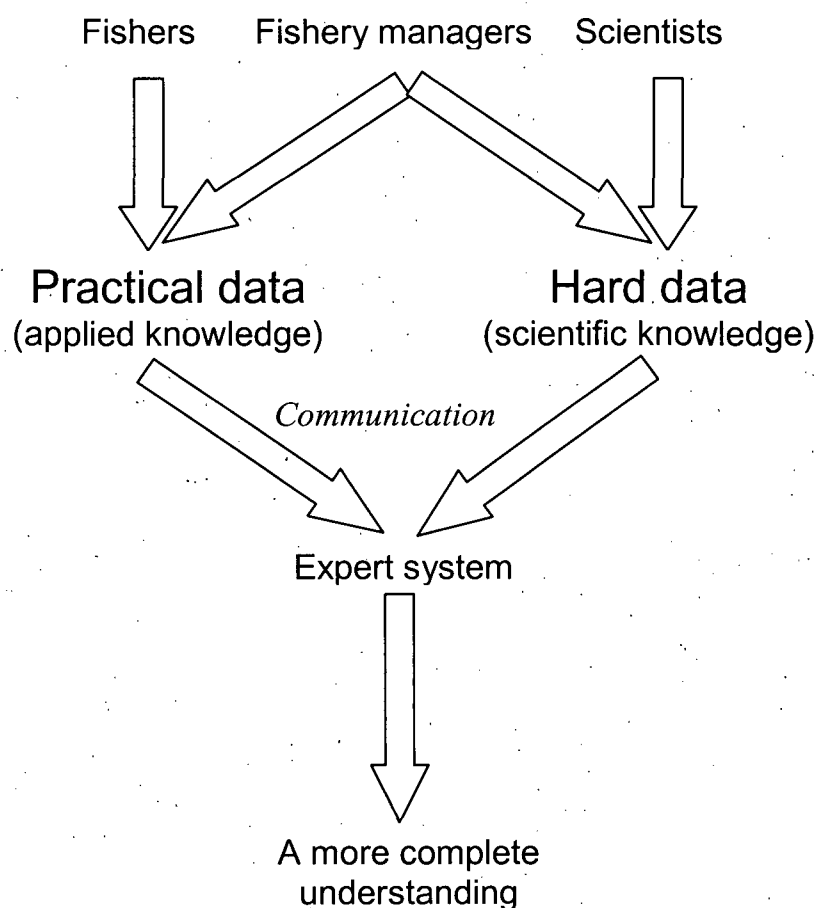 Fishers Fishery managers Scientists
Practical data Hard data
(applied knowledge) (scientific knowledge)
Communication
Expert system
A more complete
understanding